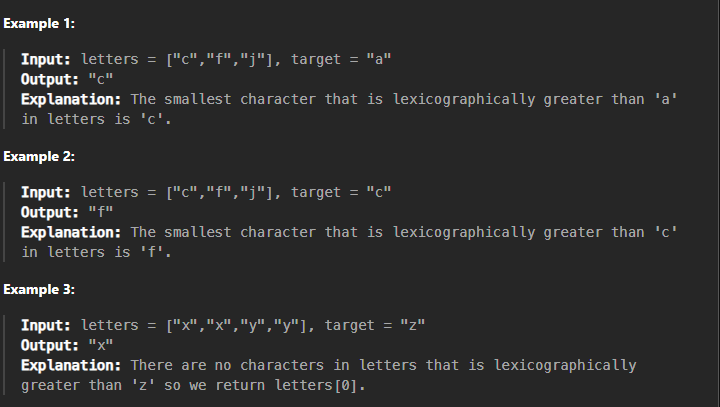 Example 1:
Input: letters = ["c","f","j"], target = "a"
Output: "c"
Explanation: The smallest character that is lexicographically greater than 'a'
in letters is 'c'.
Example 2:
Input: letters = ["c","f","j"], target = "c"
Output: "f"
Explanation: The smallest character that is lexicographically greater than 'c'
in letters is 'f'.
Example 3:
Input: letters = ["x","x","y","y"], target = "z"
Output: "x"
Explanation: There are no characters in letters that is lexicographically
greater than 'z' so we return letters[0].